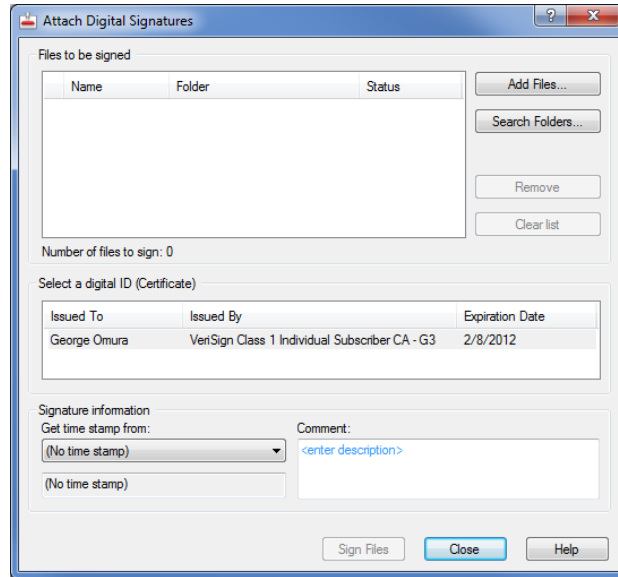 Attach Digital Signatures
Files to be signed
Name Folder Status
Add Files...
Search Folders...
Remove
Clear list
Number of files to sign: 0
Select a digital ID (Certificate)
Issued To Issued By Expiration Date
George Omura VeriSign Class 1 Individual Subscriber CA - G3 2/8/2012
Signature information
Get time stamp from: Comment:
(No time stamp) <enter description>
(No time stamp)
Sign Files Close Help